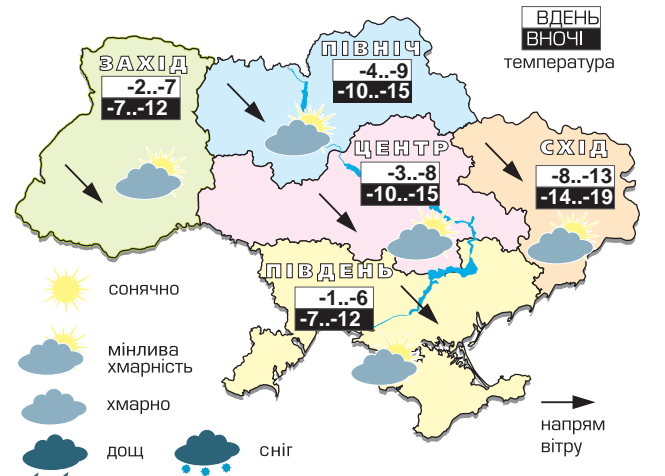 ВДЕНЬ
ВНОЧІ
температура
ПІВНІЧ
-4..-9
-10..-15
ЗАХІД
-2..-7
-7..-12
ЦЕНТР
-3..-8
-10..-15
СХІД
-8..-13
-14..-19
ПІВДЕНЬ
-1..-6
-7..-12
сонячно
мінлива
хмарність
хмарно
дощ
сніг
напрям
вітру